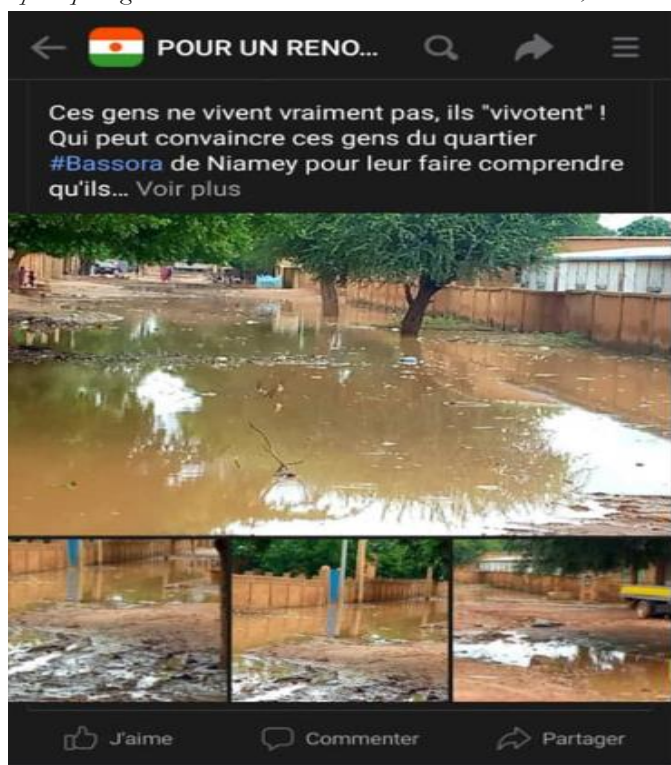 POUR UN RENO...
Ces gens ne vivent vraiment pas, ils "vivotent" !
Qui peut convaincre ces gens du quartier
#Bassora de Niamey pour leur faire comprendre
qu'ils... Voir plus
J'aime Commenter Partager